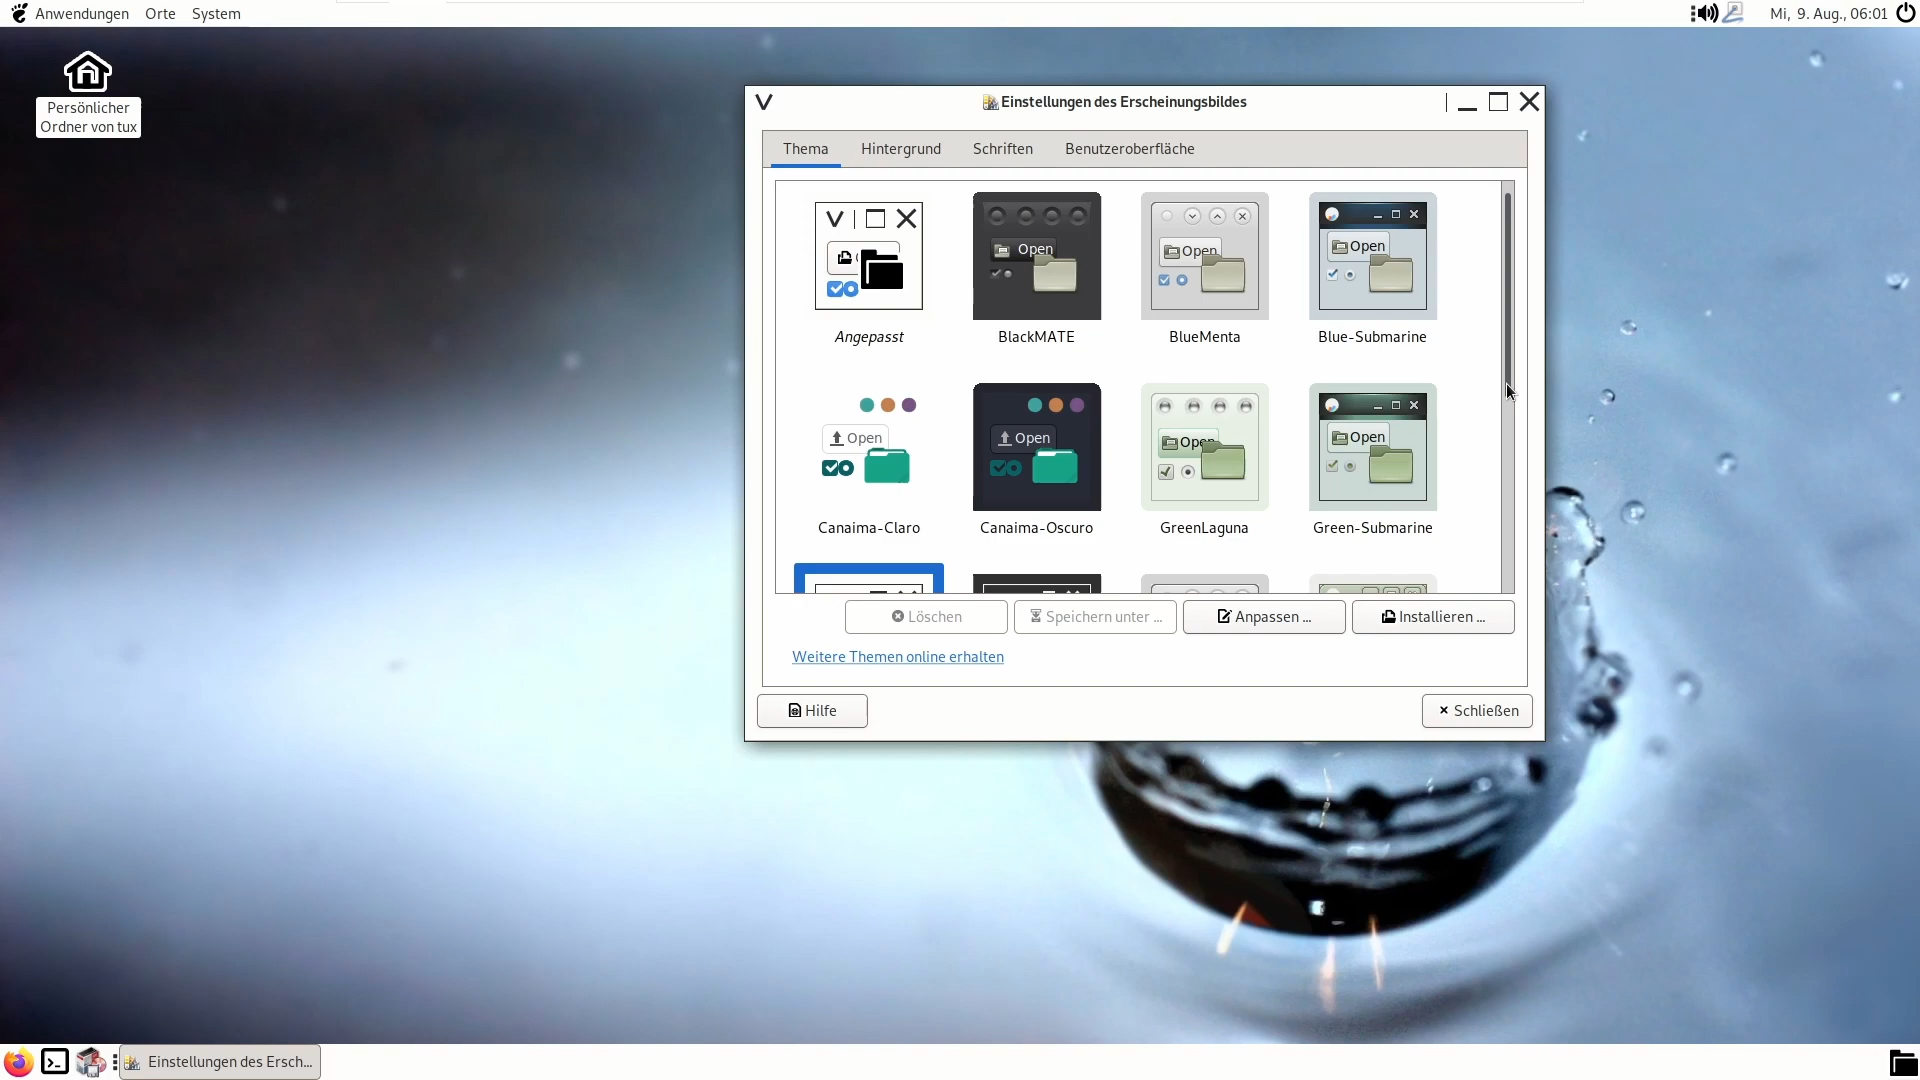 Anwendungen Orte System
Mi, 9. Aug., 06:01
Persönlicher
Ordner von tux
Einstellungen des Erscheinungsbildes
Thema Hintergrund Schriften Benutzeroberfläche
Open Open Open
Angepasst BlackMATE BlueMenta Blue-Submarine
Open Open Open Open
Canaima-Claro Canaima-Oscuro GreenLaguna Green-Submarine
Löschen Speichern unter ... Anpassen ... Installieren ...
Weitere Themen online erhalten
Hilfe Schließen
Einstellungen des Ersch...